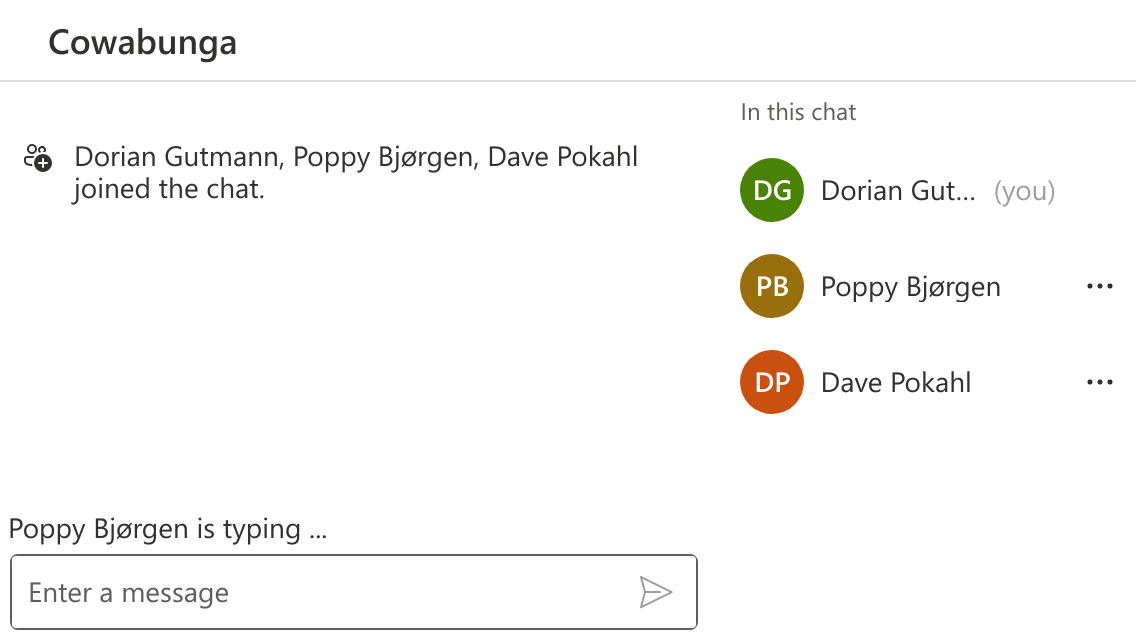 Cowabunga
Dorian Gutmann, Poppy Bjørgen, Dave Pokahl
joined the chat.
In this chat
DG Dorian Gut... (you)
PB Poppy Bjørgen
DP Dave Pokahl
Poppy Bjørgen is typing ...
Enter a message